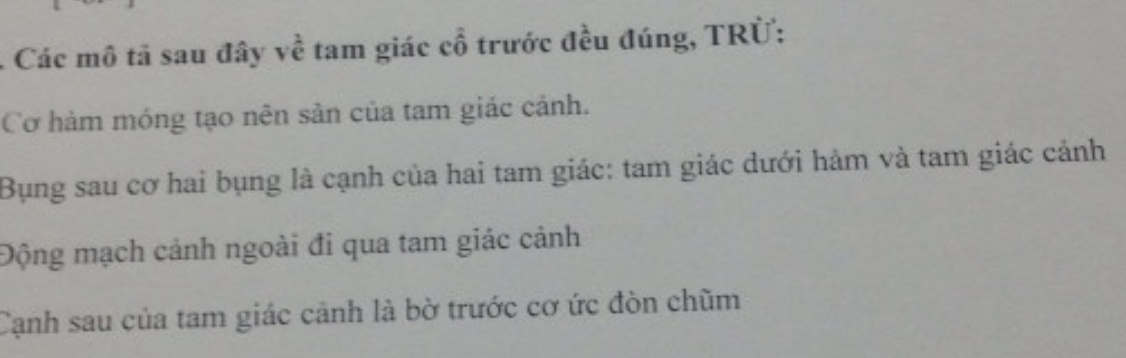 . Các mô tả sau đây về tam giác cổ trước đều đúng, TRỪ:
Cơ hàm móng tạo nên sàn của tam giác cảnh.
Bụng sau cơ hai bụng là cạnh của hai tam giác: tam giác dưới hàm và tam giác cảnh
Động mạch cảnh ngoài đi qua tam giác cảnh
Cạnh sau của tam giác cảnh là bờ trước cơ ức đòn chũm